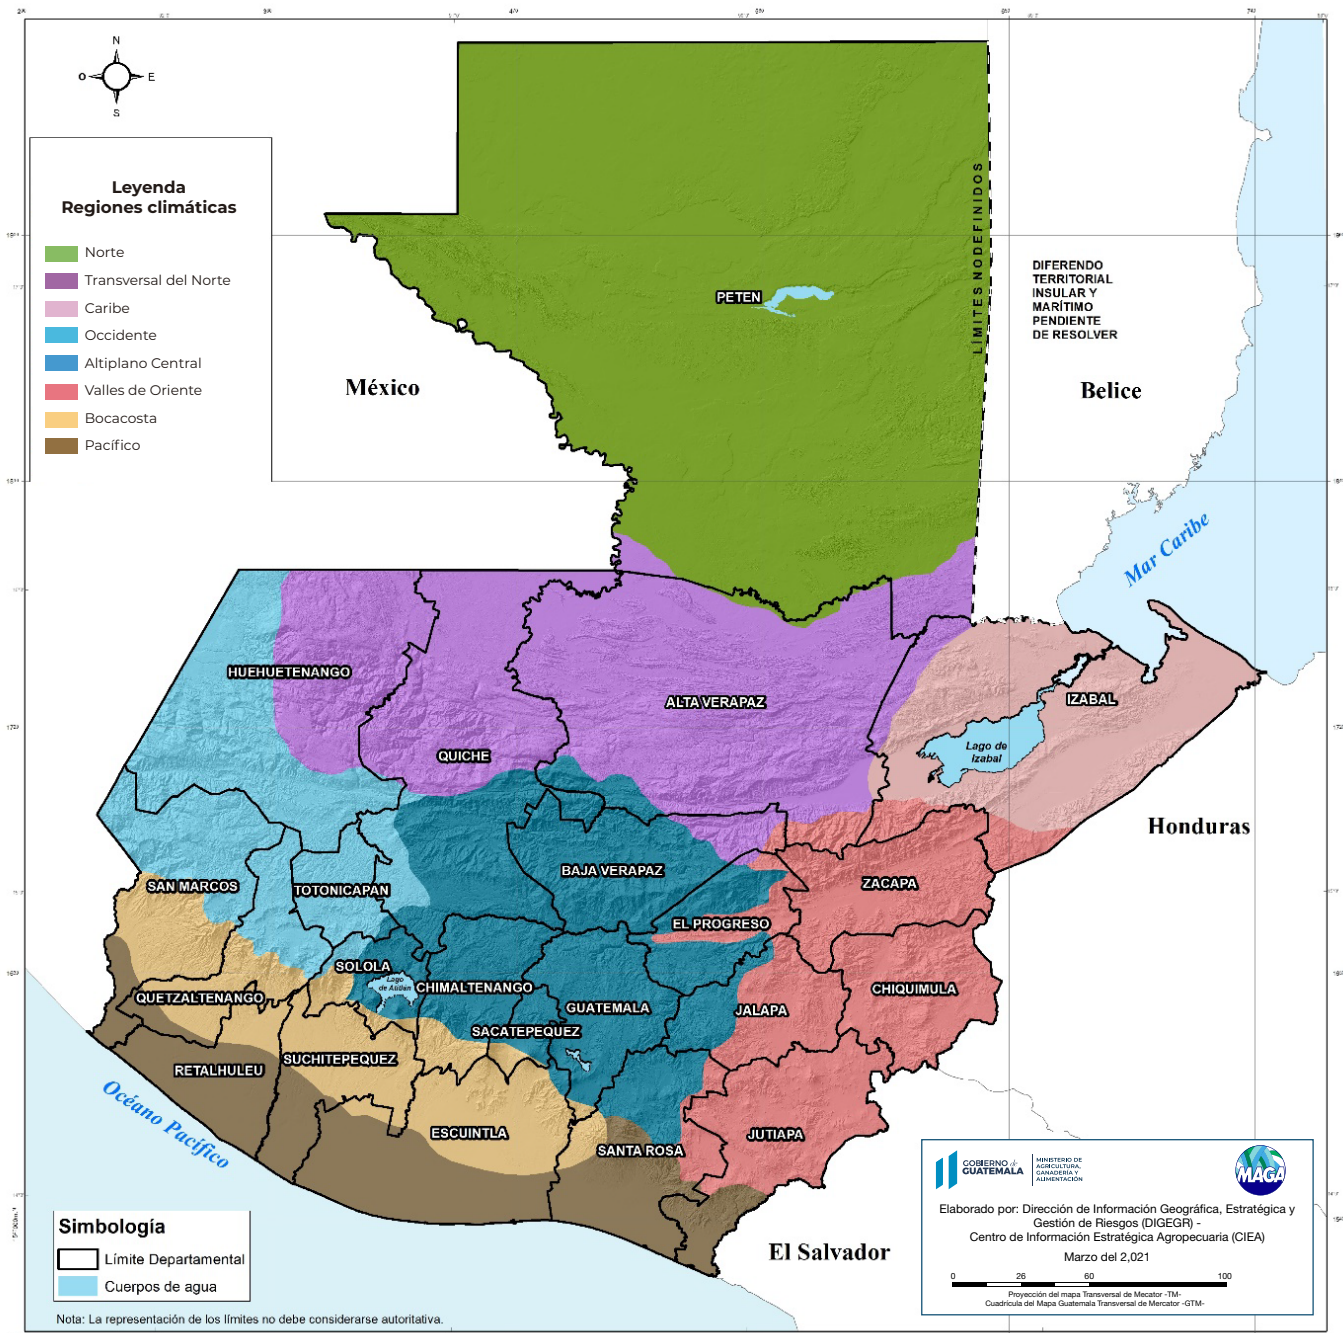 N
O
E
S
Leyenda
Regiones climáticas
Norte
Transversal del Norte
Caribe
Occidente
Altiplano Central
Valles de Oriente
Bocacosta
Pacífico
México
PETEN
LÍMITES NO DEFINIDOS
DIFERENDO
TERRITORIAL
INSULAR Y
MARÍTIMO
PENDIENTE
DE RESOLVER
Belice
Mar Caribe
HUEHUETENANGO
QUICHE
ALTA VERAPAZ
IZABAL
Lago de
Izabal
Honduras
SAN MARCOS
TOTONICAPAN
BAJA VERAPAZ
ZACAPA
EL PROGRESO
SOLOLA
Lago
de Atitlán
CHIMALTENANGO
QUETZALTENANGO
GUATEMALA
JALAPA
CHIQUIMULA
SACATEPEQUEZ
RETALHULEU
SUCHITEPEQUEZ
ESCUINTLA
SANTA ROSA
JUTIAPA
Océano Pacífico
El Salvador
Simbología
Límite Departamental
Cuerpos de agua
Nota: La representación de los límites no debe considerarse autoritativa.
GOBIERNO de
GUATEMALA
MINISTERIO DE
AGRICULTURA,
GANADERÍA Y
ALIMENTACIÓN
MAGA
Elaborado por: Dirección de Información Geográfica, Estratégica y
Gestión de Riesgos (DIGEGR) -
Centro de Información Estratégica Agropecuaria (CIEA)
Marzo del 2,021
0 26 60 100
Proyección del mapa Transversal de Mecator -TM-
Cuadrícula del Mapa Guatemala Transversal de Mercator -GTM-